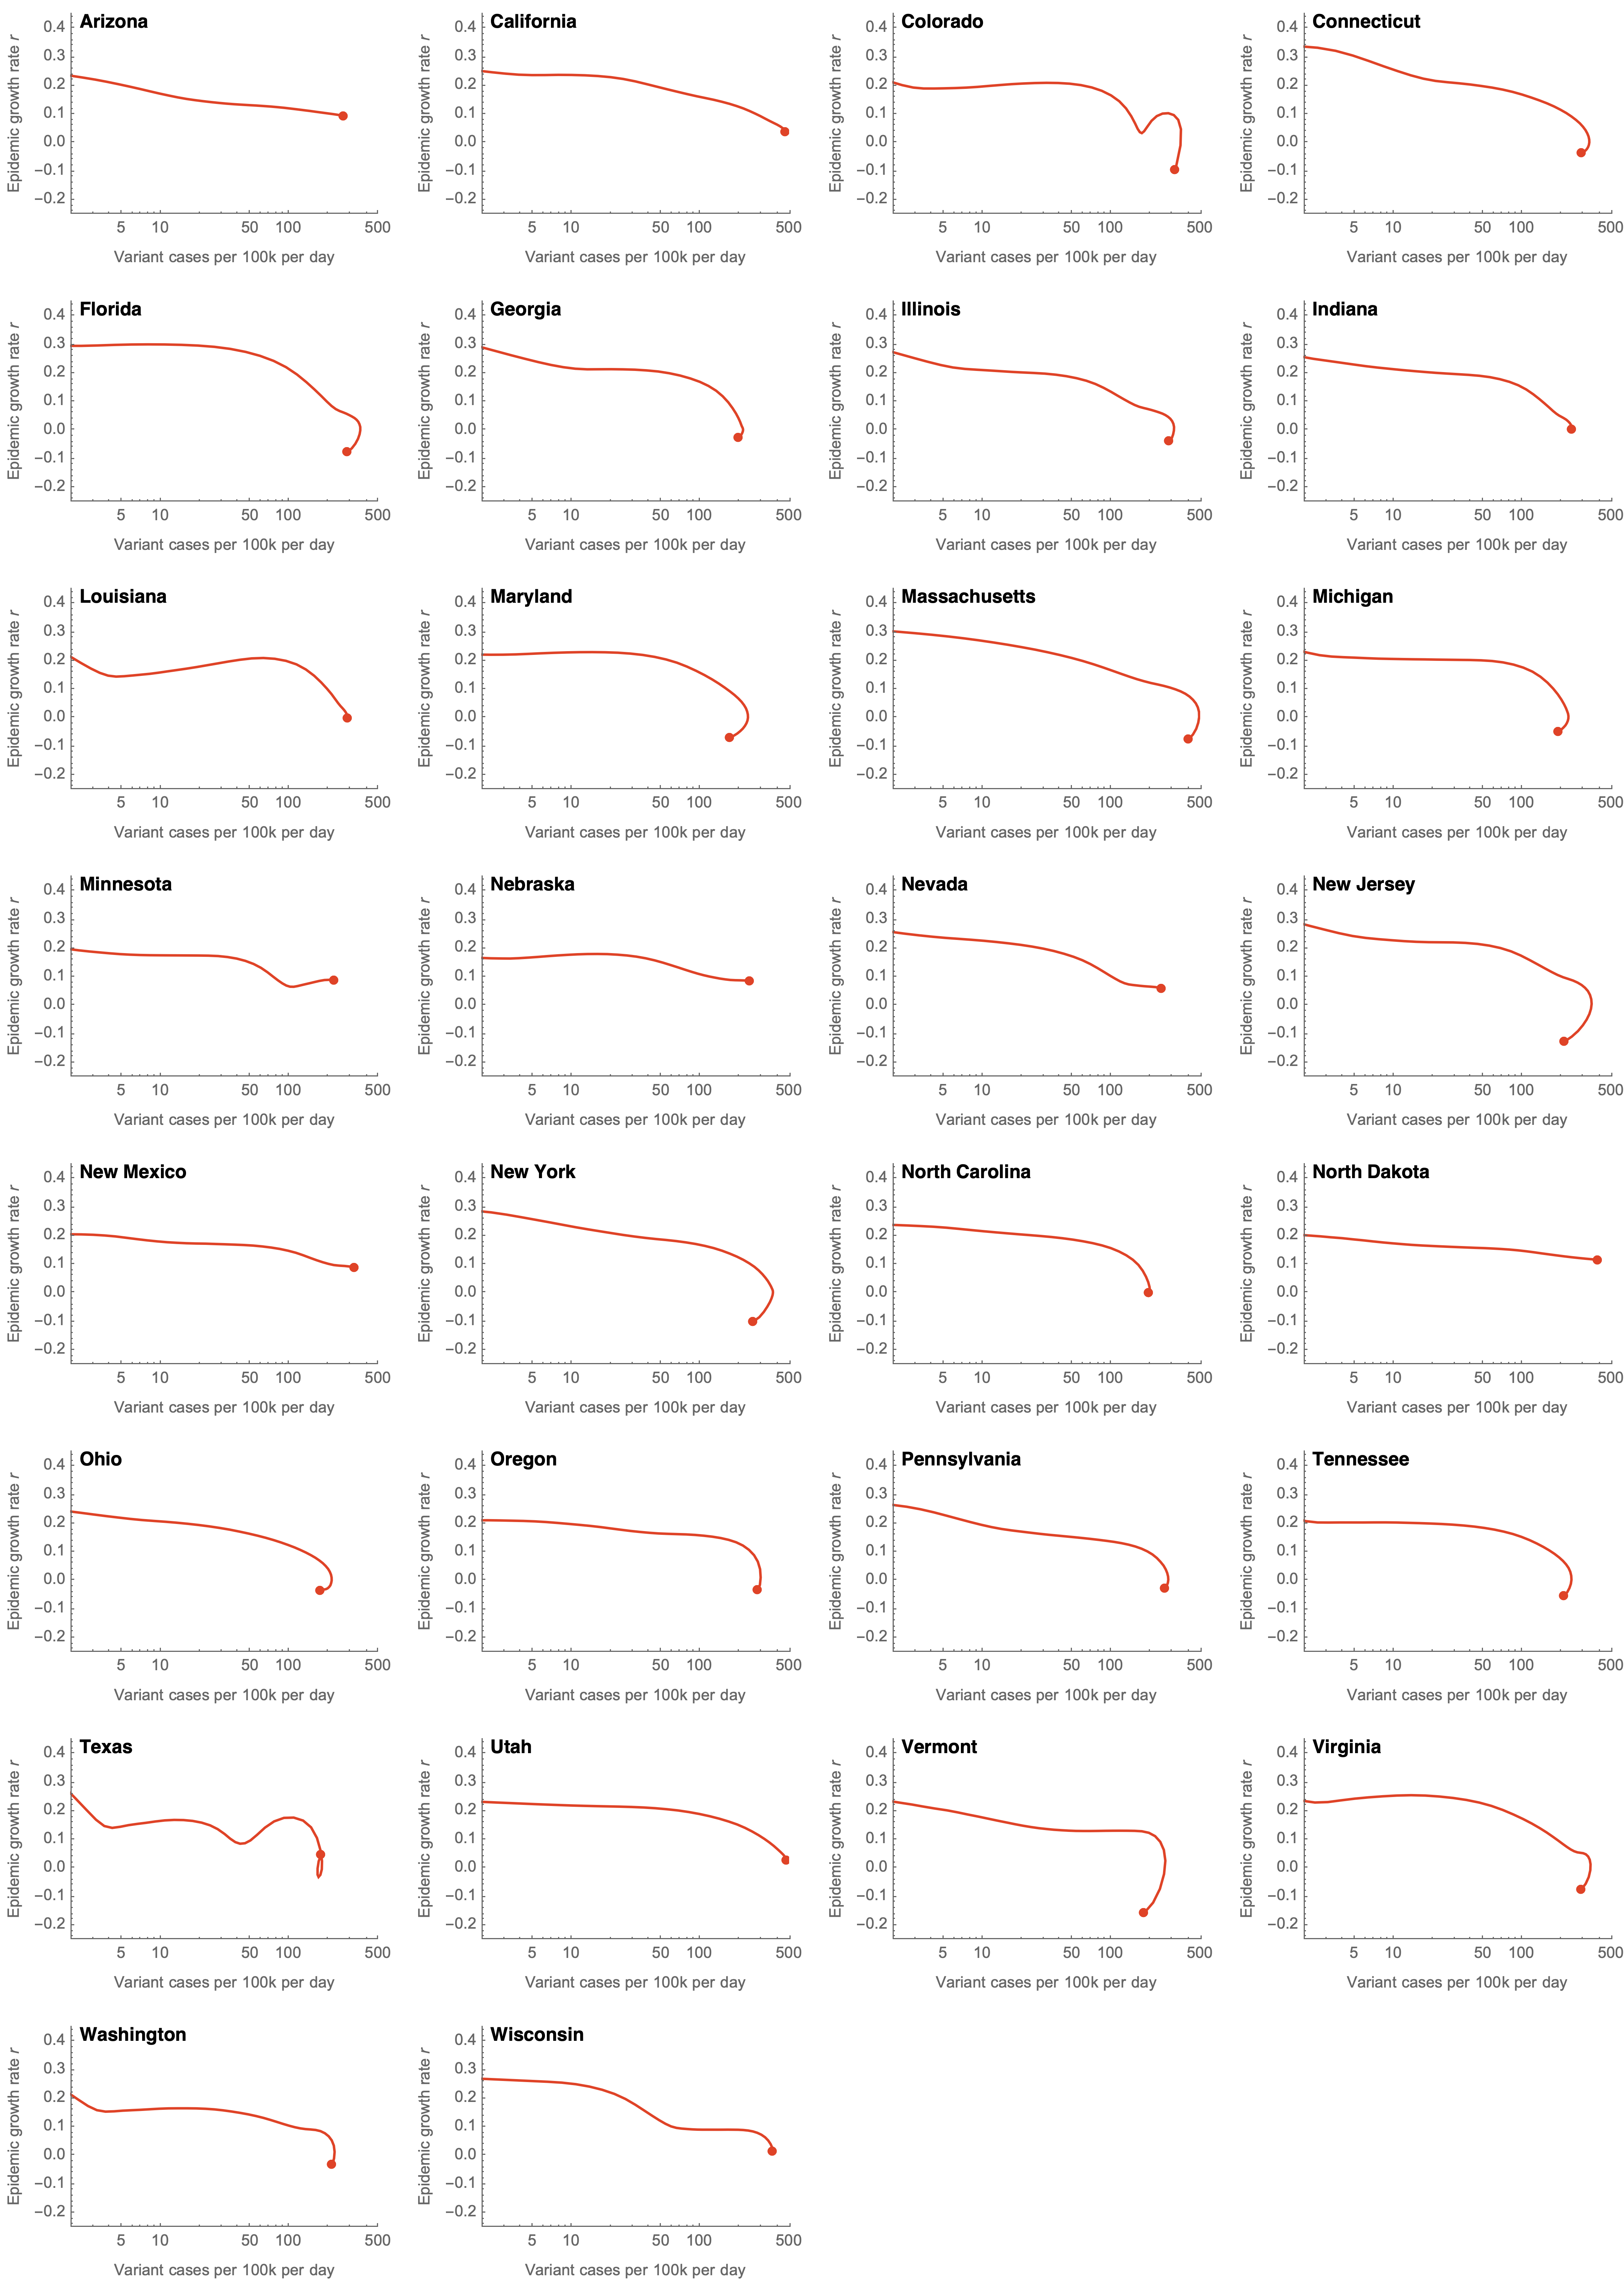 Arizona California Colorado Connecticut
Epidemic growth rate r Epidemic growth rate r Epidemic growth rate r Epidemic growth rate r
0.4 0.4 0.4 0.4
0.3 0.3 0.3 0.3
0.2 0.2 0.2 0.2
0.1 0.1 0.1 0.1
0.0 0.0 0.0 0.0
−0.1 −0.1 −0.1 −0.1
−0.2 −0.2 −0.2 −0.2
5 10 50 100 500 5 10 50 100 500 5 10 50 100 500 5 10 50 100 500
Variant cases per 100k per day Variant cases per 100k per day Variant cases per 100k per day Variant cases per 100k per day
Florida Georgia Illinois Indiana
Epidemic growth rate r Epidemic growth rate r Epidemic growth rate r Epidemic growth rate r
0.4 0.4 0.4 0.4
0.3 0.3 0.3 0.3
0.2 0.2 0.2 0.2
0.1 0.1 0.1 0.1
0.0 0.0 0.0 0.0
−0.1 −0.1 −0.1 −0.1
−0.2 −0.2 −0.2 −0.2
5 10 50 100 500 5 10 50 100 500 5 10 50 100 500 5 10 50 100 500
Variant cases per 100k per day Variant cases per 100k per day Variant cases per 100k per day Variant cases per 100k per day
Louisiana Maryland Massachusetts Michigan
Epidemic growth rate r Epidemic growth rate r Epidemic growth rate r Epidemic growth rate r
0.4 0.4 0.4 0.4
0.3 0.3 0.3 0.3
0.2 0.2 0.2 0.2
0.1 0.1 0.1 0.1
0.0 0.0 0.0 0.0
−0.1 −0.1 −0.1 −0.1
−0.2 −0.2 −0.2 −0.2
5 10 50 100 500 5 10 50 100 500 5 10 50 100 500 5 10 50 100 500
Variant cases per 100k per day Variant cases per 100k per day Variant cases per 100k per day Variant cases per 100k per day
Minnesota Nebraska Nevada New Jersey
Epidemic growth rate r Epidemic growth rate r Epidemic growth rate r Epidemic growth rate r
0.4 0.4 0.4 0.4
0.3 0.3 0.3 0.3
0.2 0.2 0.2 0.2
0.1 0.1 0.1 0.1
0.0 0.0 0.0 0.0
−0.1 −0.1 −0.1 −0.1
−0.2 −0.2 −0.2 −0.2
5 10 50 100 500 5 10 50 100 500 5 10 50 100 500 5 10 50 100 500
Variant cases per 100k per day Variant cases per 100k per day Variant cases per 100k per day Variant cases per 100k per day
New Mexico New York North Carolina North Dakota
Epidemic growth rate r Epidemic growth rate r Epidemic growth rate r Epidemic growth rate r
0.4 0.4 0.4 0.4
0.3 0.3 0.3 0.3
0.2 0.2 0.2 0.2
0.1 0.1 0.1 0.1
0.0 0.0 0.0 0.0
−0.1 −0.1 −0.1 −0.1
−0.2 −0.2 −0.2 −0.2
5 10 50 100 500 5 10 50 100 500 5 10 50 100 500 5 10 50 100 500
Variant cases per 100k per day Variant cases per 100k per day Variant cases per 100k per day Variant cases per 100k per day
Ohio Oregon Pennsylvania Tennessee
Epidemic growth rate r Epidemic growth rate r Epidemic growth rate r Epidemic growth rate r
0.4 0.4 0.4 0.4
0.3 0.3 0.3 0.3
0.2 0.2 0.2 0.2
0.1 0.1 0.1 0.1
0.0 0.0 0.0 0.0
−0.1 −0.1 −0.1 −0.1
−0.2 −0.2 −0.2 −0.2
5 10 50 100 500 5 10 50 100 500 5 10 50 100 500 5 10 50 100 500
Variant cases per 100k per day Variant cases per 100k per day Variant cases per 100k per day Variant cases per 100k per day
Texas Utah Vermont Virginia
Epidemic growth rate r Epidemic growth rate r Epidemic growth rate r Epidemic growth rate r
0.4 0.4 0.4 0.4
0.3 0.3 0.3 0.3
0.2 0.2 0.2 0.2
0.1 0.1 0.1 0.1
0.0 0.0 0.0 0.0
−0.1 −0.1 −0.1 −0.1
−0.2 −0.2 −0.2 −0.2
5 10 50 100 500 5 10 50 100 500 5 10 50 100 500 5 10 50 100 500
Variant cases per 100k per day Variant cases per 100k per day Variant cases per 100k per day Variant cases per 100k per day
Washington Wisconsin
Epidemic growth rate r Epidemic growth rate r
0.4 0.4
0.3 0.3
0.2 0.2
0.1 0.1
0.0 0.0
−0.1 −0.1
−0.2 −0.2
5 10 50 100 500 5 10 50 100 500
Variant cases per 100k per day Variant cases per 100k per day